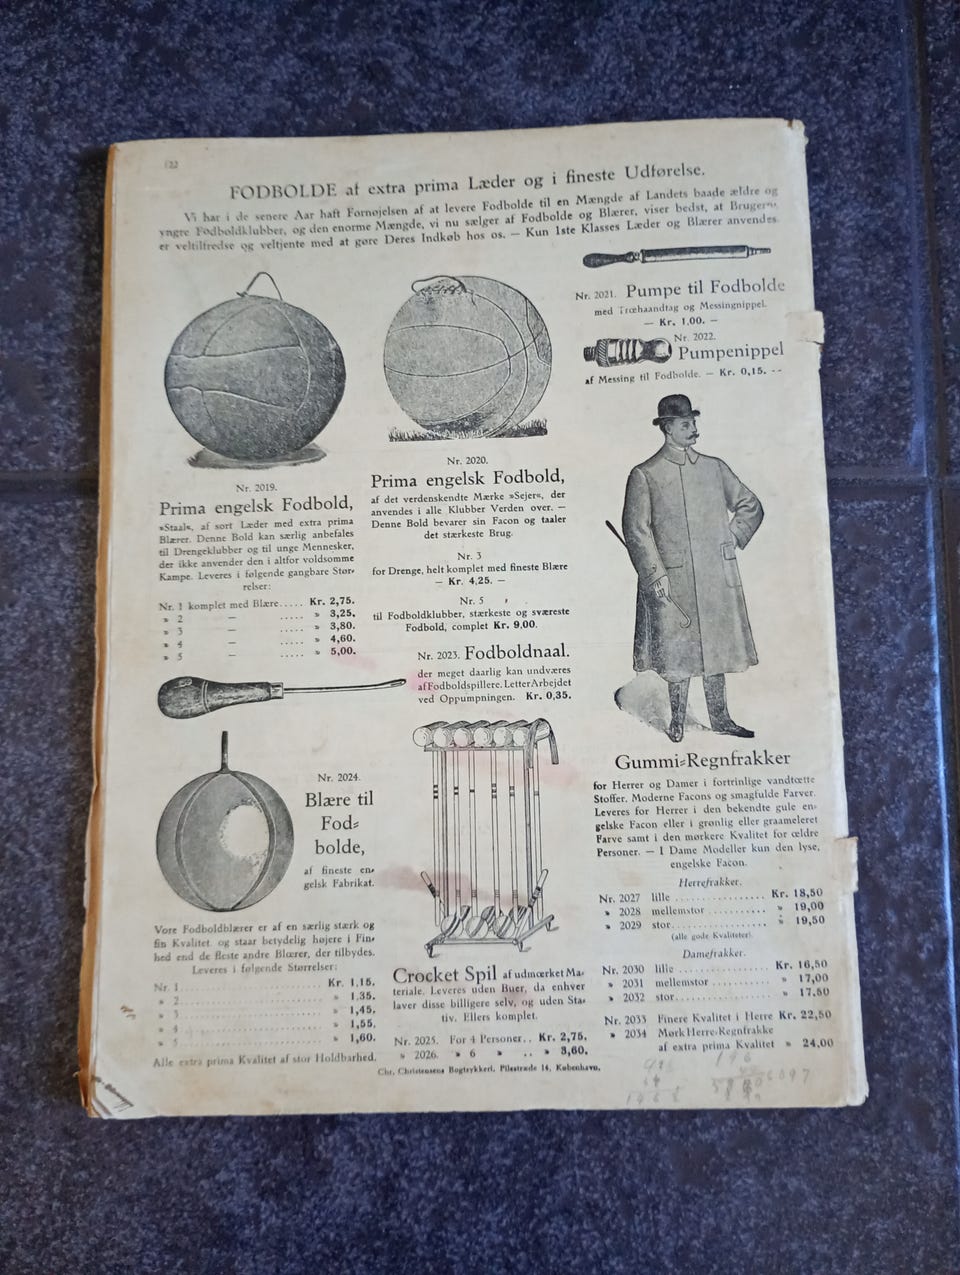 122
FODBOLDE af extra prima Læder og i fineste Udførelse.
Vi har i de senere Aar haft Fornøjelsen af at levere Fodbolde til en Mængde af Landets baade ældre og
yngre Fodboldklubber, og den enorme Mængde, vi nu sælger af Fodbolde og Blærer, viser bedst, at Brugerne
er veltilfredse og veltjente med at gøre Deres Indkøb hos os. — Kun 1ste Klasses Læder og Blærer anvendes
Nr. 2019.
Prima engelsk Fodbold,
»Staal«, af sort Læder med extra prima
Blærer. Denne Bold kan særlig anbefales
til Drengeklubber og til unge Mennesker,
der ikke anvender den i altfor voldsomme
Kampe. Leveres i følgende gangbare Stør-
relser:
Nr. 1 komplet med Blære..... Kr. 2,75.
» 2 — ..... » 3,25.
» 3 — ..... » 3,80.
» 4 — ..... » 4,60.
» 5 — ..... » 5,00.
Nr. 2020.
Prima engelsk Fodbold,
af det verdenskendte Mærke »Sejer«, der
anvendes i alle Klubber Verden over. —
Denne Bold bevarer sin Facon og taaler
det stærkeste Brug.
Nr. 3
for Drenge, helt komplet med fineste Blære
— Kr. 4,25. —
Nr. 5
til Fodboldklubber, stærkeste og sværeste
Fodbold, complet Kr. 9,00.
Nr. 2021. Pumpe til Fodbolde
med Træhaandtag og Messingnippel.
— Kr. 1,00. —
Nr. 2022.
Pumpenippel
af Messing til Fodbolde. — Kr. 0,15. --
Nr. 2023. Fodboldnaal.
der meget daarlig kan undværes
af Fodboldspillere. Letter Arbejdet
ved Oppumpningen. Kr. 0,35.
Nr. 2024.
Blære til
Fod-
bolde,
af fineste en-
gelsk Fabrikat.
Vore Fodboldblærer er af en særlig stærk og
fin Kvalitet og staar betydelig højere i Fin-
hed end de fleste andre Blærer, der tilbydes.
Leveres i følgende Størrelser:
Nr. 1 .......... Kr. 1,15.
» 2 .......... » 1,35.
» 3 .......... » 1,45.
» 4 .......... » 1,55.
» 5 .......... » 1,60.
Alle extra prima Kvalitet af stor Holdbarhed.
Crocket Spil af udmærket Ma-
teriale. Leveres uden Buer, da enhver
laver disse billigere selv, og uden Sta-
tiv. Ellers komplet.
Nr. 2025. For 4 Personer.. Kr. 2,75.
» 2026. » 6 » .. » 3,60.
Gummi-Regnfrakker
for Herrer og Damer i fortrinlige vandtætte
Stoffer. Moderne Facons og smagfulde Farver.
Leveres for Herrer i den bekendte gule en-
gelske Facon eller i grønlig eller graameleret
Farve samt i den mørkere Kvalitet for ældre
Personer. — I Dame Modeller kun den lyse,
engelske Facon.
Herrefrakker.
Nr. 2027 lille .......... Kr. 18,50
» 2028 mellemstor .......... » 19,00
» 2029 stor .......... » 19,50
(alle gode Kvaliteter).
Damefrakker.
Nr. 2030 lille .......... Kr. 16,50
» 2031 mellemstor .......... » 17,00
» 2032 stor .......... » 17,50
Nr. 2033 Finere Kvalitet i Herre Kr. 22,50
» 2034 Mørk Herre-Regnfrakke
af extra prima Kvalitet » 24,00
Chr. Christensens Bogtrykkeri, Pilestræde 14, København.